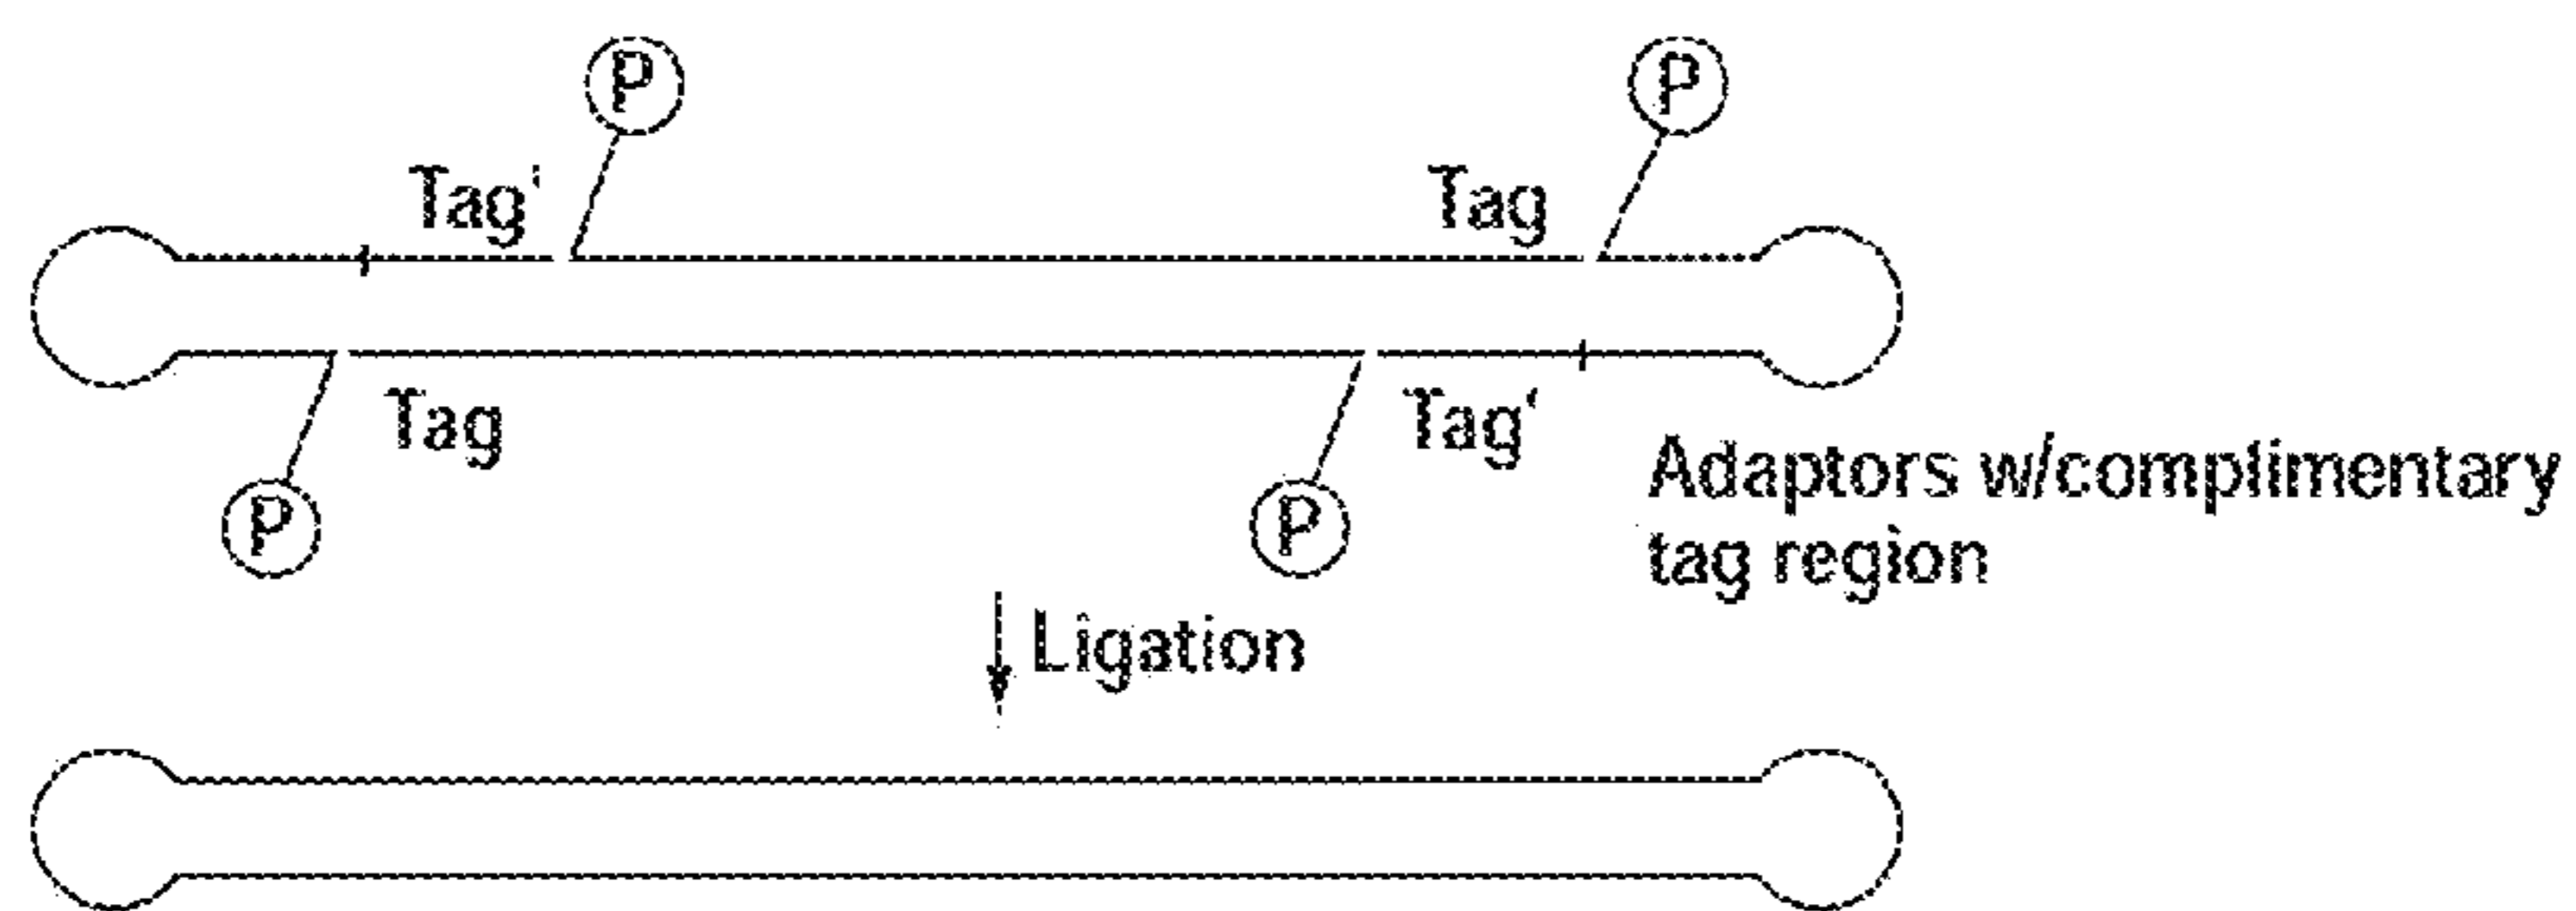 P
P
Tag'
Tag
Tag
Tag'
P
P
Adaptors w/complimentary
tag region
Ligation